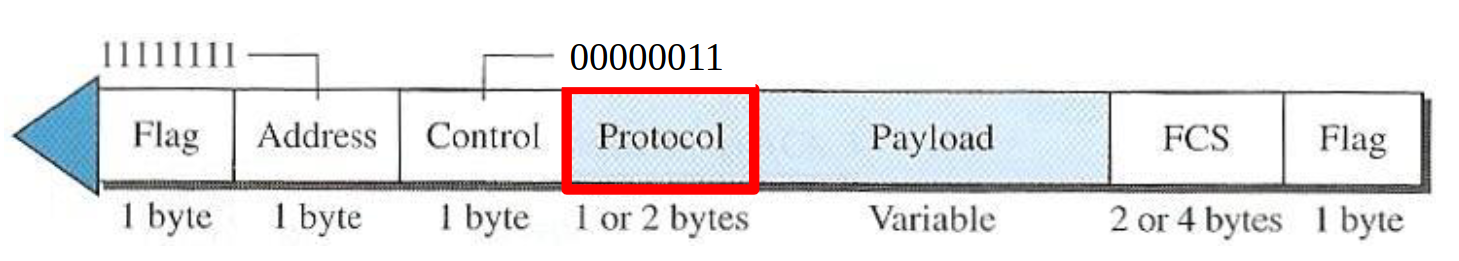 11111111 00000011
Flag Address Control Protocol Payload FCS Flag
1 byte 1 byte 1 byte 1 or 2 bytes Variable 2 or 4 bytes 1 byte